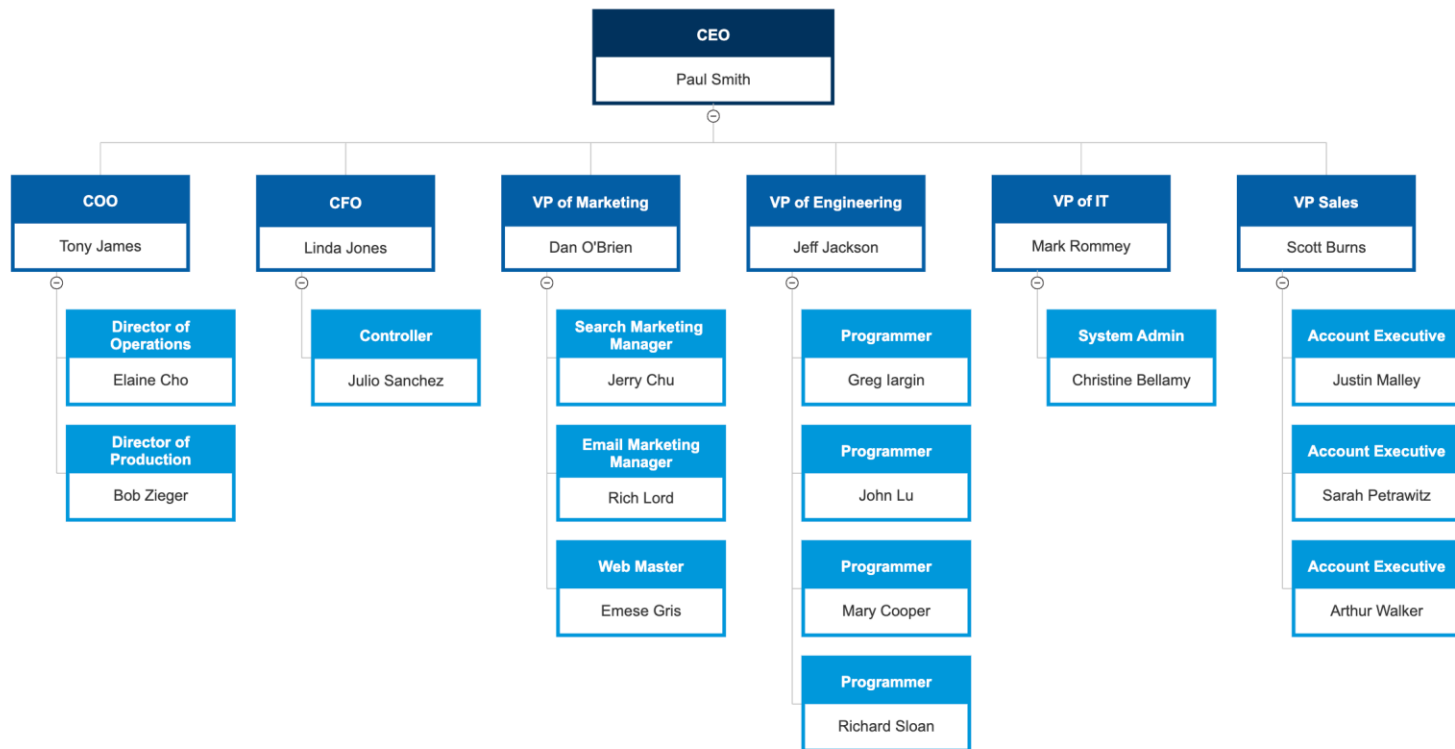 CEO
Paul Smith
COO
Tony James
CFO
Linda Jones
VP of Marketing
Dan O'Brien
VP of Engineering
Jeff Jackson
VP of IT
Mark Rommey
VP Sales
Scott Burns
Director of
Operations
Elaine Cho
Director of
Production
Bob Zieger
Controller
Julio Sanchez
Search Marketing
Manager
Jerry Chu
Email Marketing
Manager
Rich Lord
Web Master
Emese Gris
Programmer
Greg Iargin
Programmer
John Lu
Programmer
Mary Cooper
Programmer
Richard Sloan
System Admin
Christine Bellamy
Account Executive
Justin Malley
Account Executive
Sarah Petrawitz
Account Executive
Arthur Walker